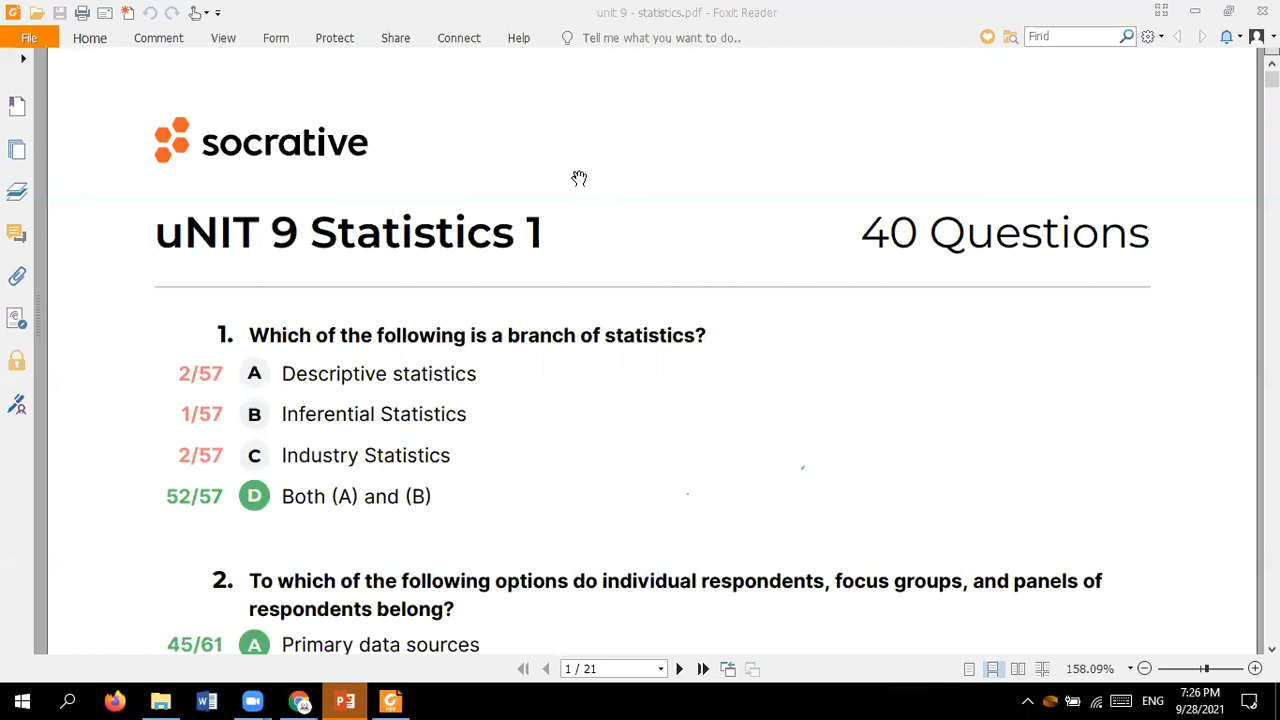 unit 9 - statistics.pdf - Foxit Reader
File Home Comment View Form Protect Share Connect Help Tell me what you want to do.. Find
socrative
uNIT 9 Statistics 1 40 Questions
1. Which of the following is a branch of statistics?
2/57 A Descriptive statistics
1/57 B Inferential Statistics
2/57 C Industry Statistics
52/57 D Both (A) and (B)
2. To which of the following options do individual respondents, focus groups, and panels of
respondents belong?
45/61 A Primary data sources
1 / 21 158.09%
ENG 7:26 PM
9/28/2021